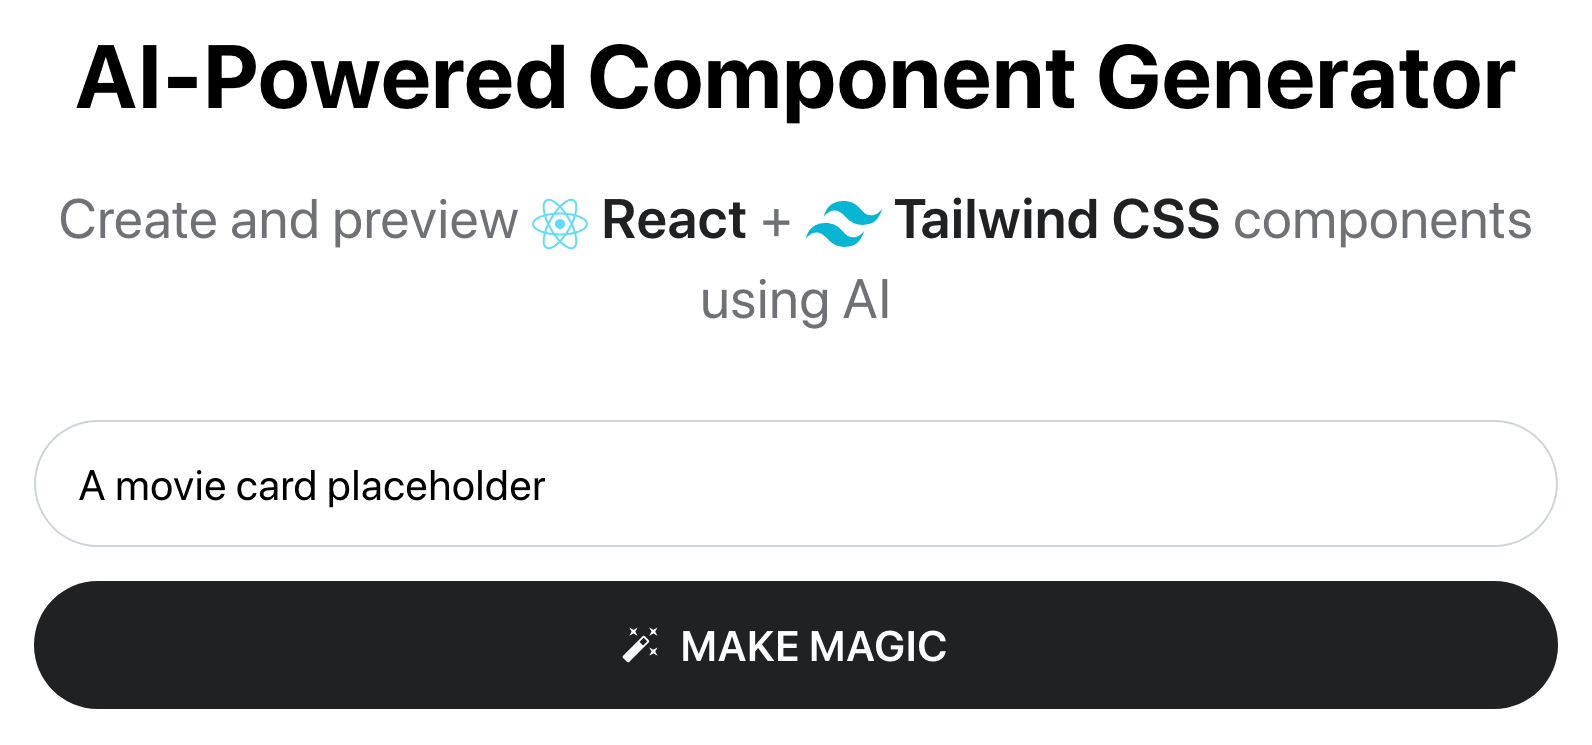 AI-Powered Component Generator
Create and preview React + Tailwind CSS components
using AI
A movie card placeholder
MAKE MAGIC